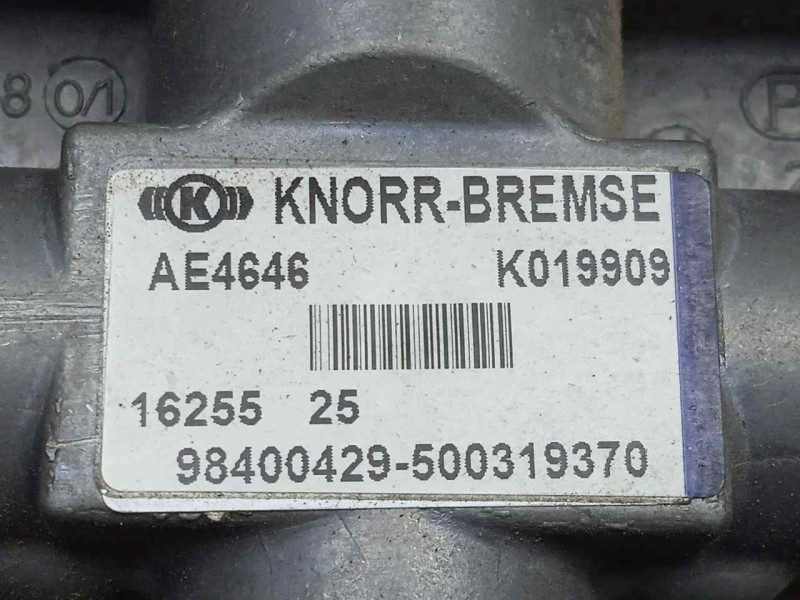 8 0/1
P
K KNORR-BREMSE
AE4646 K019909
16255 25
98400429-500319370